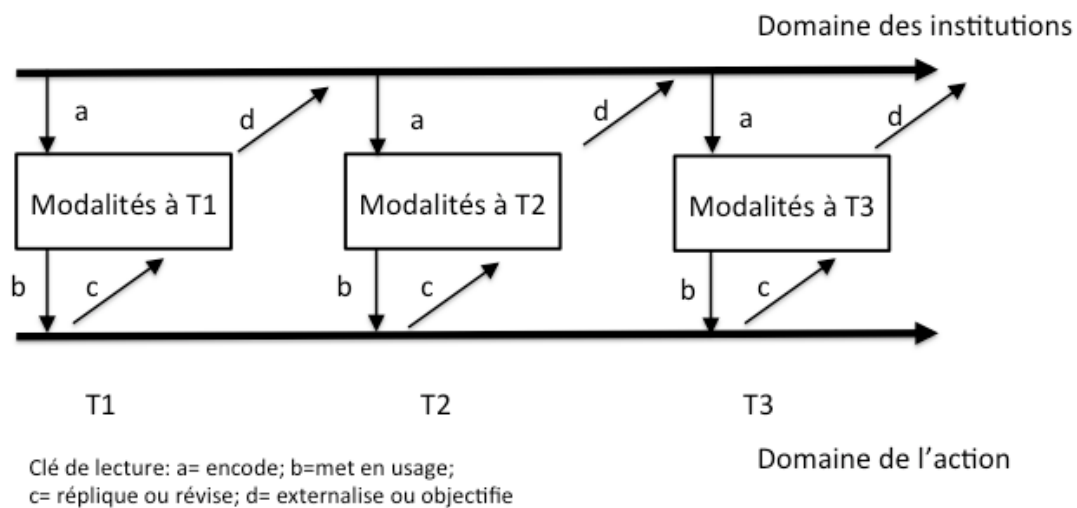 Domaine des institutions
a
d
a
d
a
d
Modalités à T1
Modalités à T2
Modalités à T3
b
c
b
c
b
c
T1
T2
T3
Domaine de l'action
Clé de lecture: a= encode; b=met en usage;
c= réplique ou révise; d= externalise ou objectifie